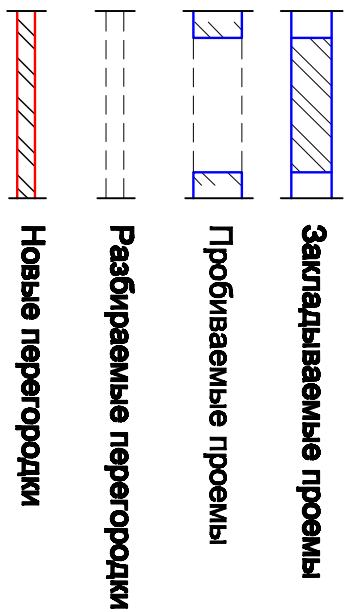 Закладываемые проемы
Пробиваемые проемы
Разбираемые перегородки
Новые перегородки